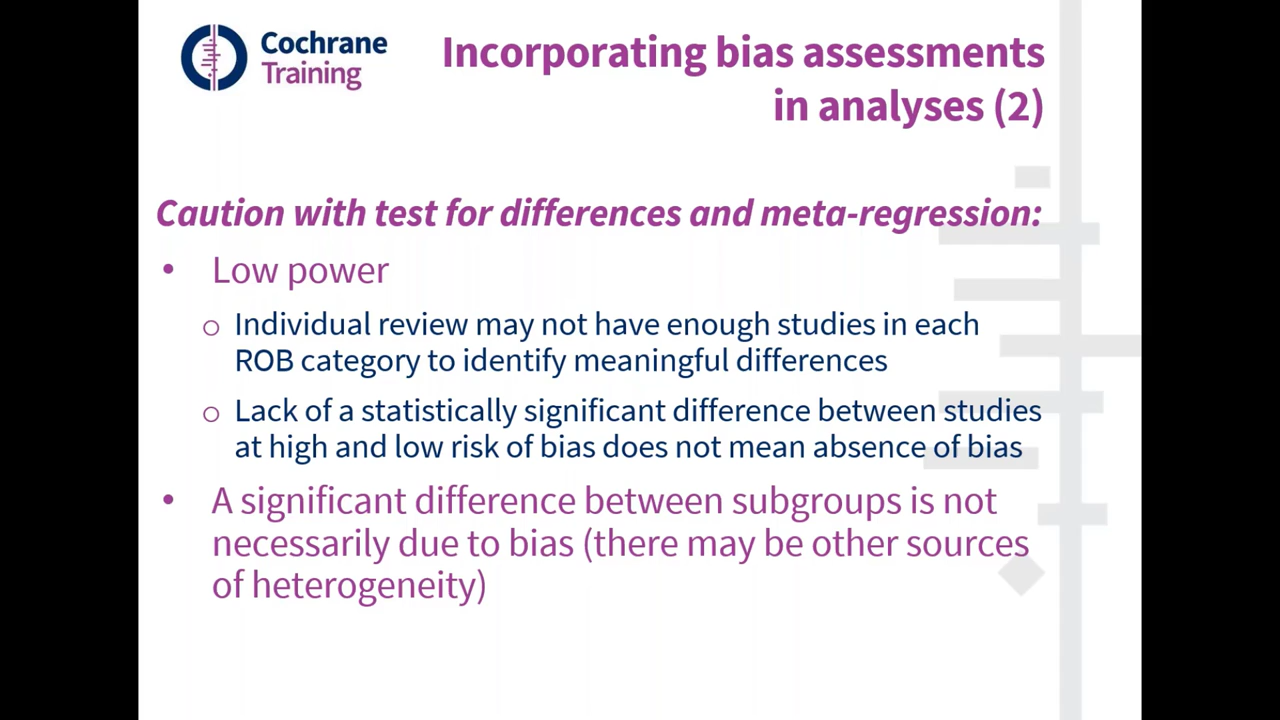 Cochrane
Training
Incorporating bias assessments
in analyses (2)
Caution with test for differences and meta-regression:
• Low power
○ Individual review may not have enough studies in each
ROB category to identify meaningful differences
○ Lack of a statistically significant difference between studies
at high and low risk of bias does not mean absence of bias
• A significant difference between subgroups is not
necessarily due to bias (there may be other sources
of heterogeneity)